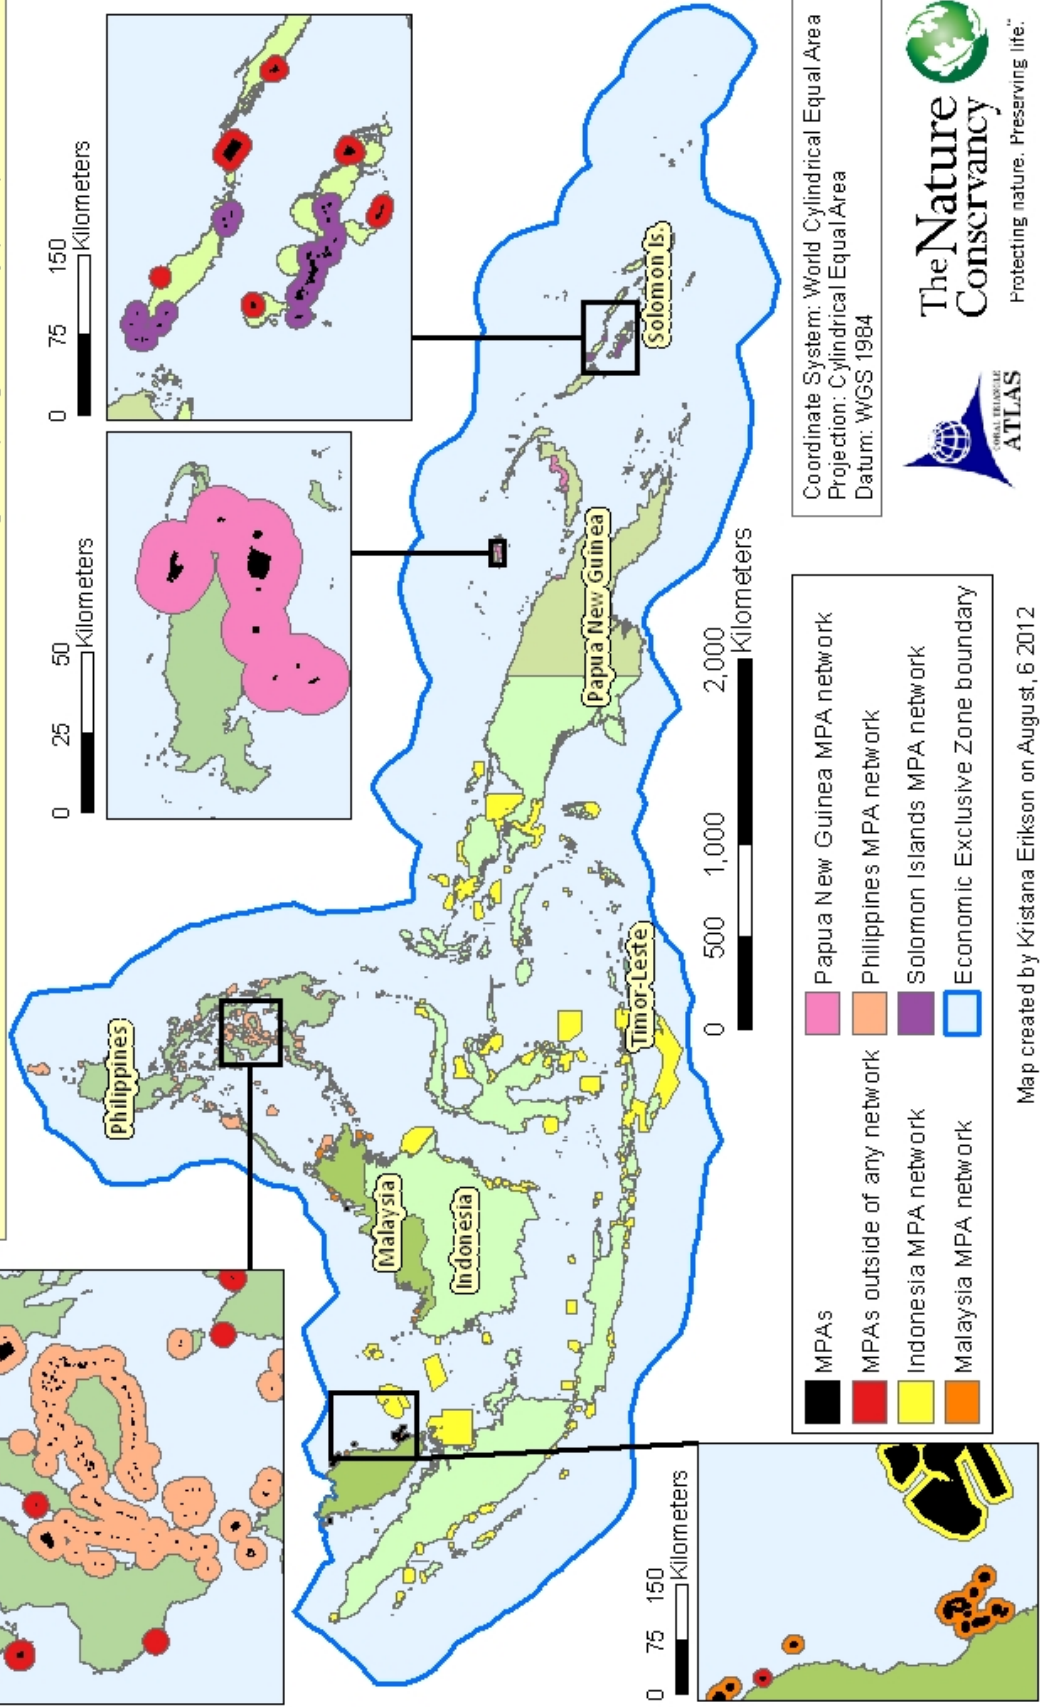 0 75 150
Kilometers
0 25 50
Kilometers
Philippines
Malaysia
Indonesia
Papua New Guinea
Solomon Is.
Timor-Leste
0 75 150
Kilometers
0 500 1,000 2,000
Kilometers
MPAs
MPAs outside of any network
Indonesia MPA network
Malaysia MPA network
Papua New Guinea MPA network
Philippines MPA network
Solomon Islands MPA network
Economic Exclusive Zone boundary
Coordinate System: World Cylindrical Equal Area
Projection: Cylindrical Equal Area
Datum: WGS 1984
CORAL TRIANGLE
ATLAS
The Nature
Conservancy
Protecting nature. Preserving life.™
Map created by Kristana Erikson on August, 6 2012